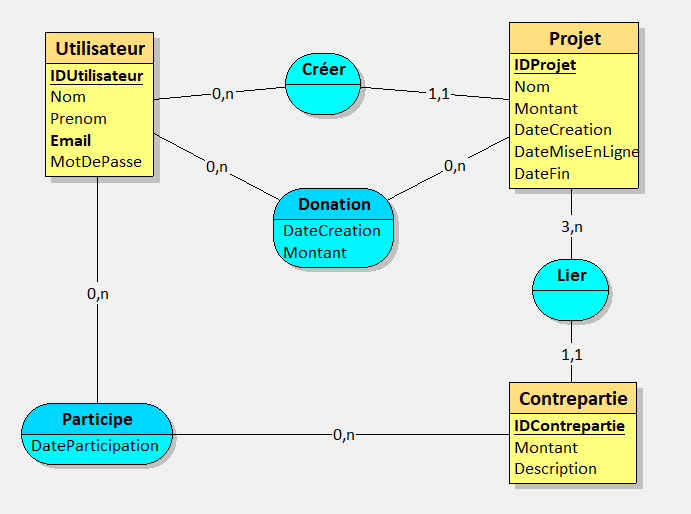 Utilisateur
IDUtilisateur
Nom
Prenom
Email
MotDePasse
0,n
Créer
1,1
Projet
IDProjet
Nom
Montant
DateCreation
DateMiseEnLigne
DateFin
0,n
Donation
DateCreation
Montant
0,n
3,n
Lier
1,1
0,n
Participe
DateParticipation
0,n
Contrepartie
IDContrepartie
Montant
Description